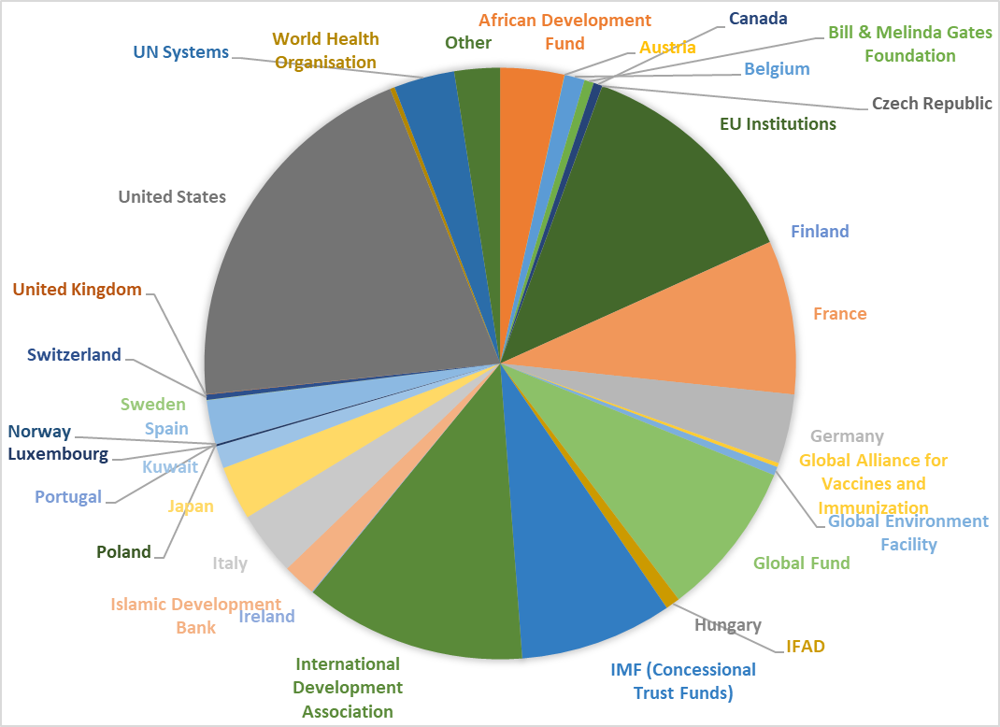 African Development
Fund
Austria
Canada
Bill & Melinda Gates
Foundation
Belgium
Czech Republic
EU Institutions
Finland
France
Germany
Global Alliance for
Vaccines and
Immunization
Global Environment
Facility
Global Fund
Hungary
IFAD
IMF (Concessional
Trust Funds)
International
Development
Association
Ireland
Islamic Development
Bank
Italy
Japan
Kuwait
Poland
Portugal
Luxembourg
Norway
Spain
Sweden
Switzerland
United Kingdom
United States
UN Systems
World Health
Organisation
Other